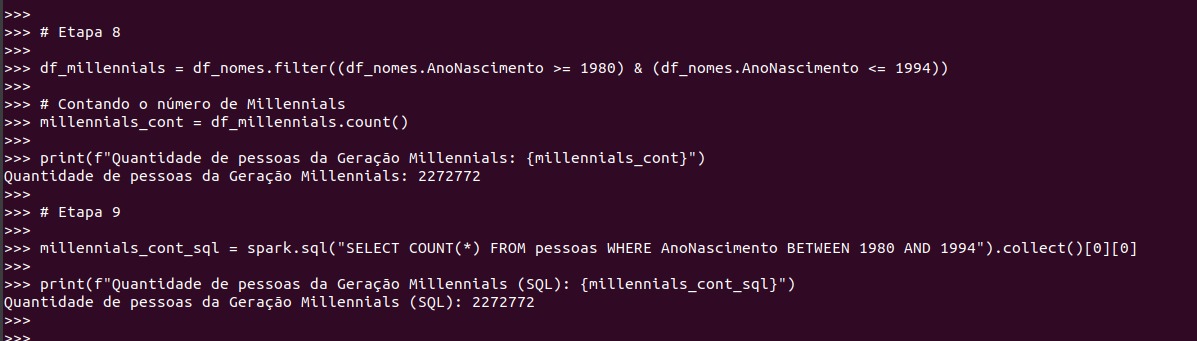 >>>
>>> # Etapa 8
>>>
>>> df_millennials = df_nomes.filter((df_nomes.AnoNascimento >= 1980) & (df_nomes.AnoNascimento <= 1994))
>>>
>>> # Contando o número de Millennials
>>> millennials_cont = df_millennials.count()
>>>
>>> print(f"Quantidade de pessoas da Geração Millennials: {millennials_cont}")
Quantidade de pessoas da Geração Millennials: 2272772
>>>
>>> # Etapa 9
>>>
>>> millennials_cont_sql = spark.sql("SELECT COUNT(*) FROM pessoas WHERE AnoNascimento BETWEEN 1980 AND 1994").collect()[0][0]
>>>
>>> print(f"Quantidade de pessoas da Geração Millennials (SQL): {millennials_cont_sql}")
Quantidade de pessoas da Geração Millennials (SQL): 2272772
>>>
>>>